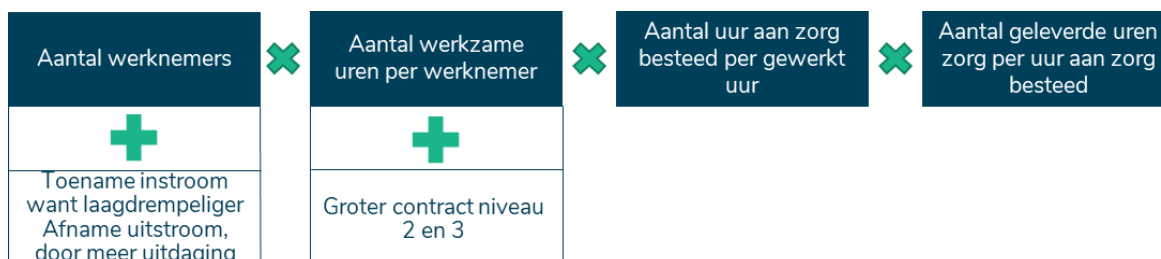 Aantal werknemers
Aantal werkzame
uren per werknemer
Aantal uur aan zorg
besteed per gewerkt
uur
Aantal geleverde uren
zorg per uur aan zorg
besteed
Toename instroom
want laagdrempeliger
Afname uitstroom,
door meer uitdaging
Groter contract niveau
2 en 3